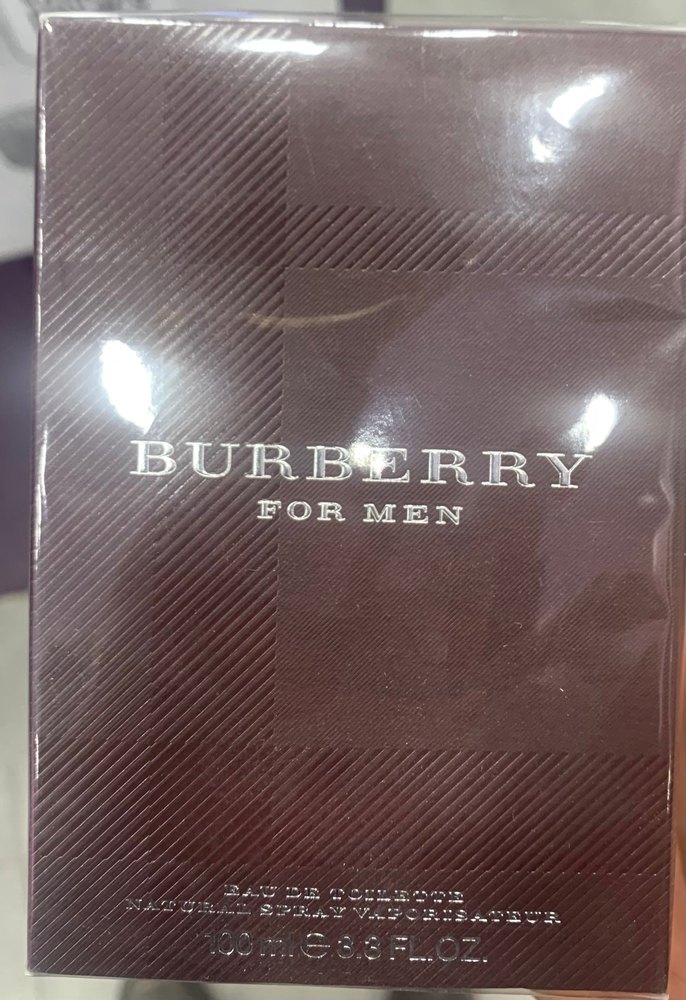 BURBERRY
FOR MEN
EAU DE TOILETTE
NATURAL SPRAY VAPORISATEUR
100 ml ℮ 3.3 FL.OZ.